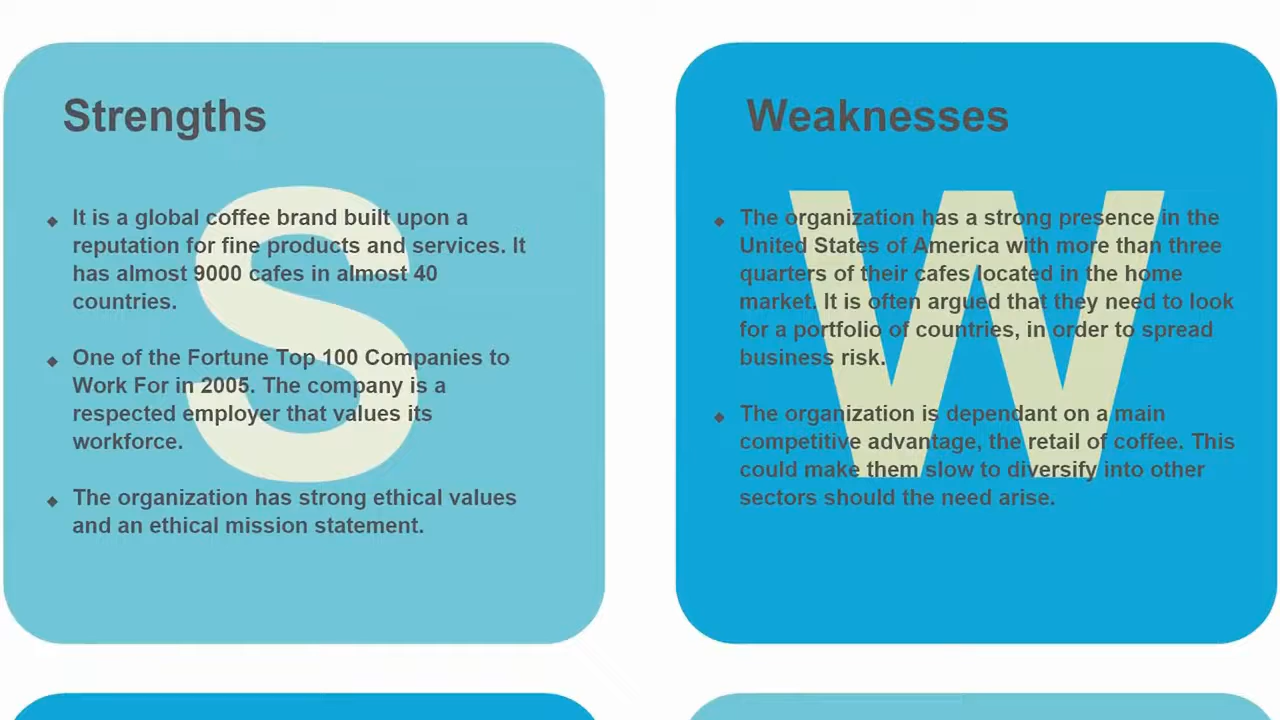 Strengths
S
It is a global coffee brand built upon a
reputation for fine products and services. It
has almost 9000 cafes in almost 40
countries.
One of the Fortune Top 100 Companies to
Work For in 2005. The company is a
respected employer that values its
workforce.
The organization has strong ethical values
and an ethical mission statement.
Weaknesses
W
The organization has a strong presence in the
United States of America with more than three
quarters of their cafes located in the home
market. It is often argued that they need to look
for a portfolio of countries, in order to spread
business risk.
The organization is dependant on a main
competitive advantage, the retail of coffee. This
could make them slow to diversify into other
sectors should the need arise.